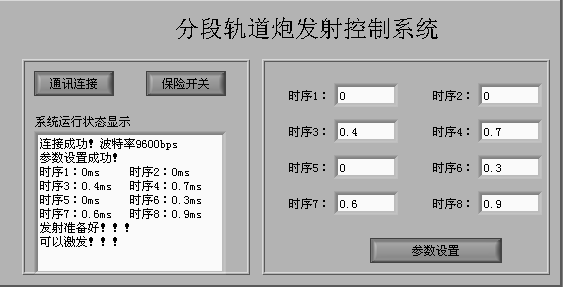 分段轨道炮发射控制系统
通讯连接 保险开关
系统运行状态显示
连接成功！波特率9600bps
参数设置成功！
时序1：0ms 时序2：0ms
时序3：0.4ms 时序4：0.7ms
时序5：0ms 时序6：0.3ms
时序7：0.6ms 时序8：0.9ms
发射准备好！！！
可以激发！！！
时序1： 0 时序2： 0
时序3： 0.4 时序4： 0.7
时序5： 0 时序6： 0.3
时序7： 0.6 时序8： 0.9
参数设置